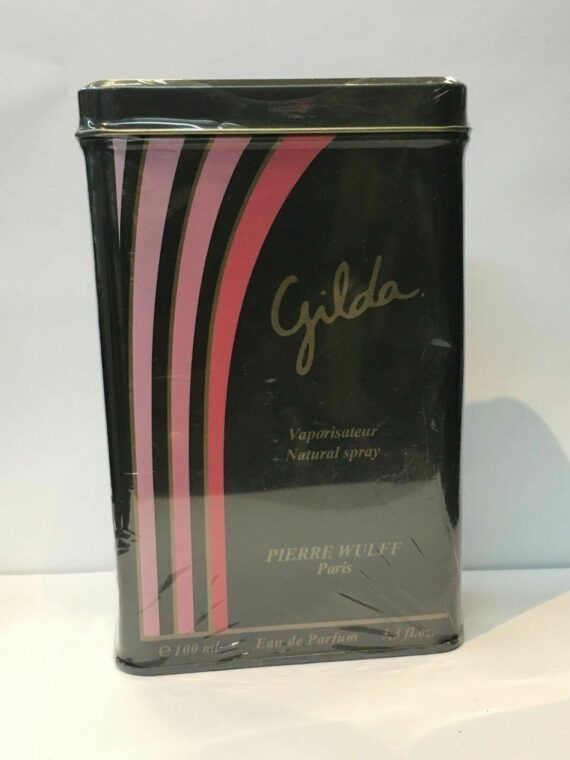 Gilda
Vaporisateur
Natural spray
PIERRE WULFF
Paris
℮ 100 ml Eau de Parfum 3.3 fl.oz.